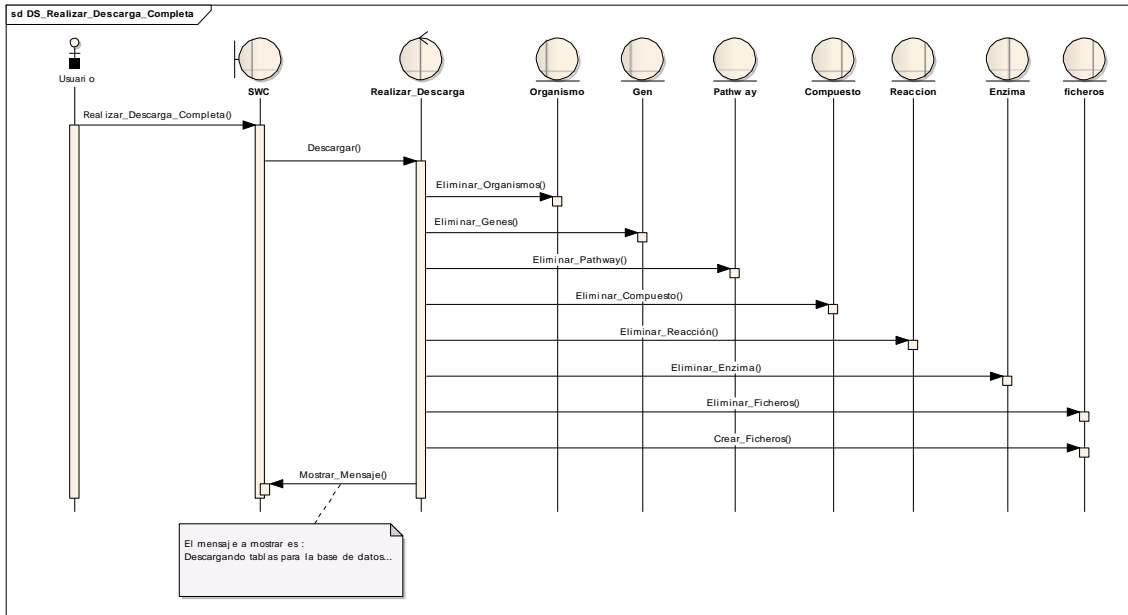 sd DS_Realizar_Descarga_Completa
Usuario
SWC
Realizar_Descarga
Organismo
Gen
Pathway
Compuesto
Reaccion
Enzima
ficheros
Realizar_Descarga_Completa()
Descargar()
Eliminar_Organismos()
Eliminar_Genes()
Eliminar_Pathway()
Eliminar_Compuesto()
Eliminar_Reacción()
Eliminar_Enzima()
Eliminar_Ficheros()
Crear_Ficheros()
Mostrar_Mensaje()
El mensaje a mostrar es :
Descargando tablas para la base de datos...